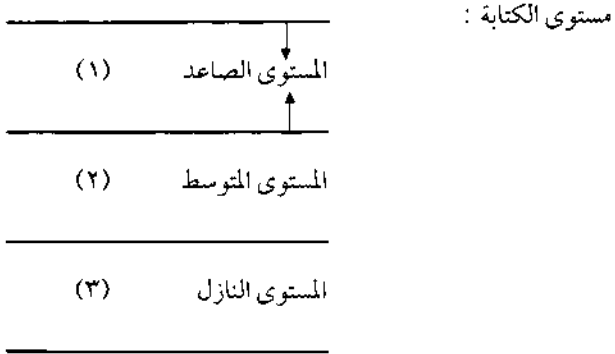 مستوى الكتابة :
المستوى الصاعد (١)
المستوى المتوسط (٢)
المستوى النازل (٣)